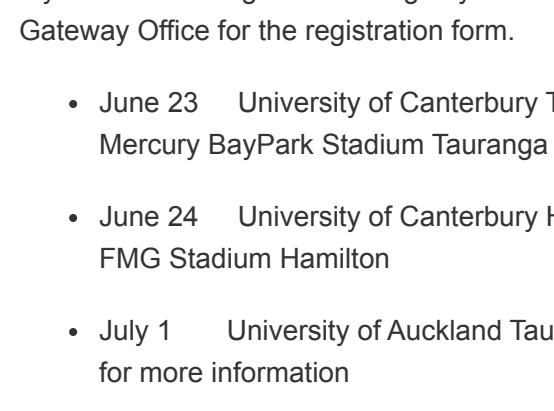 Gateway Office for the registration form.
• June 23 University of Canterbury
Mercury BayPark Stadium Tauranga
• June 24 University of Canterbury
FMG Stadium Hamilton
• July 1 University of Auckland
for more information